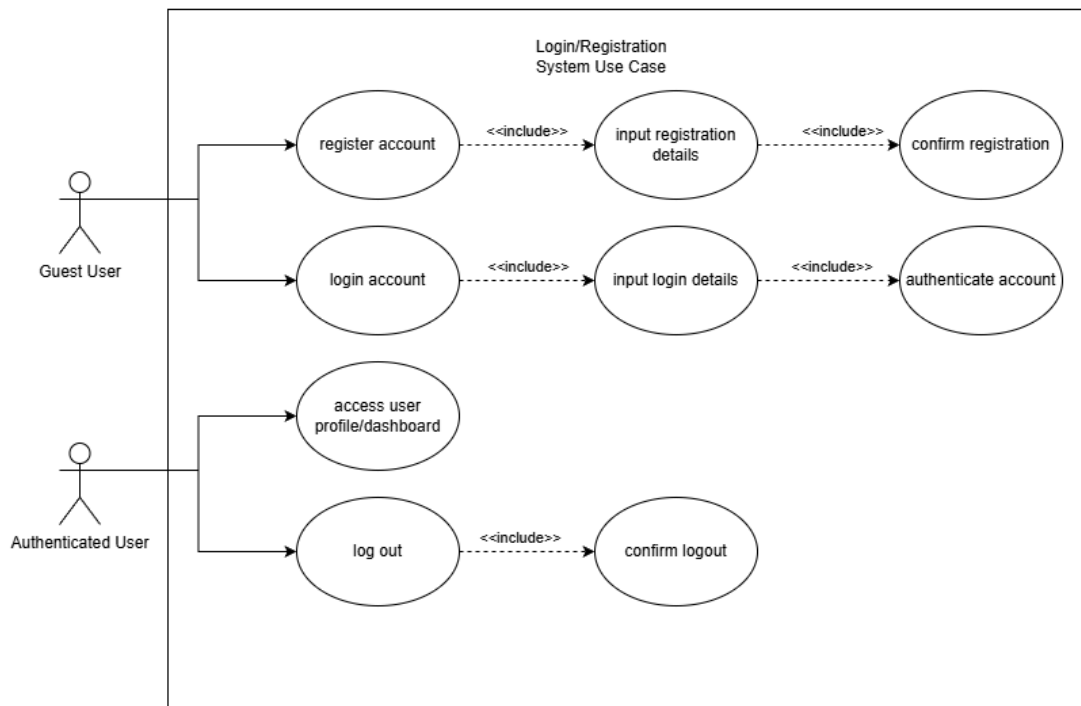 Login/Registration
System Use Case
register account
<<include>>
input registration
details
<<include>>
confirm registration
Guest User
login account
<<include>>
input login details
<<include>>
authenticate account
access user
profile/dashboard
Authenticated User
log out
<<include>>
confirm logout